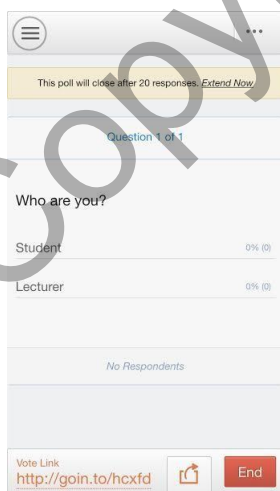 This poll will close after 20 responses. Extend Now.
Question 1 of 1
Who are you?
Student 0% (0)
Lecturer 0% (0)
No Respondents
Vote Link
http://goin.to/hcxfd
End
Copy